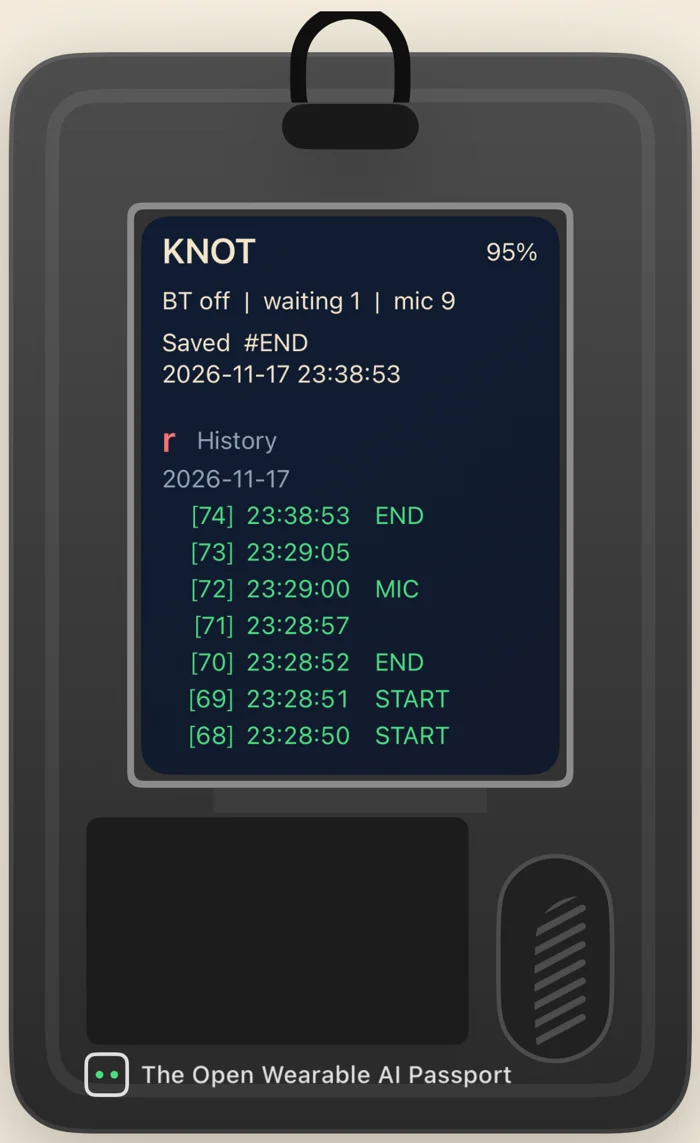 KNOT 95%
BT off | waiting 1 | mic 9
Saved #END
2026-11-17 23:38:53
r History
2026-11-17
[74] 23:38:53 END
[73] 23:29:05
[72] 23:29:00 MIC
[71] 23:28:57
[70] 23:28:52 END
[69] 23:28:51 START
[68] 23:28:50 START
The Open Wearable AI Passport